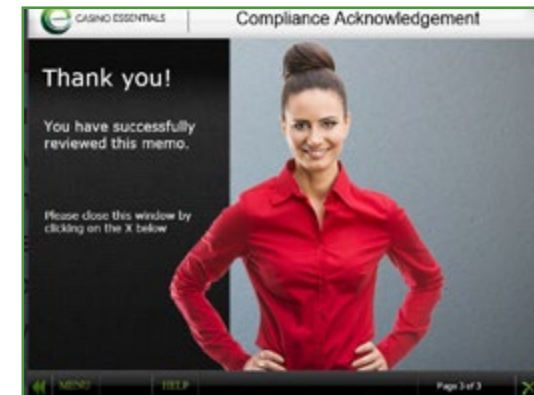 CASINO ESSENTIALS
Compliance Acknowledgement
Thank you!
You have successfully
reviewed this memo.
Please close this window by
clicking on the X below
MENU
HELP
Page 3 of 3